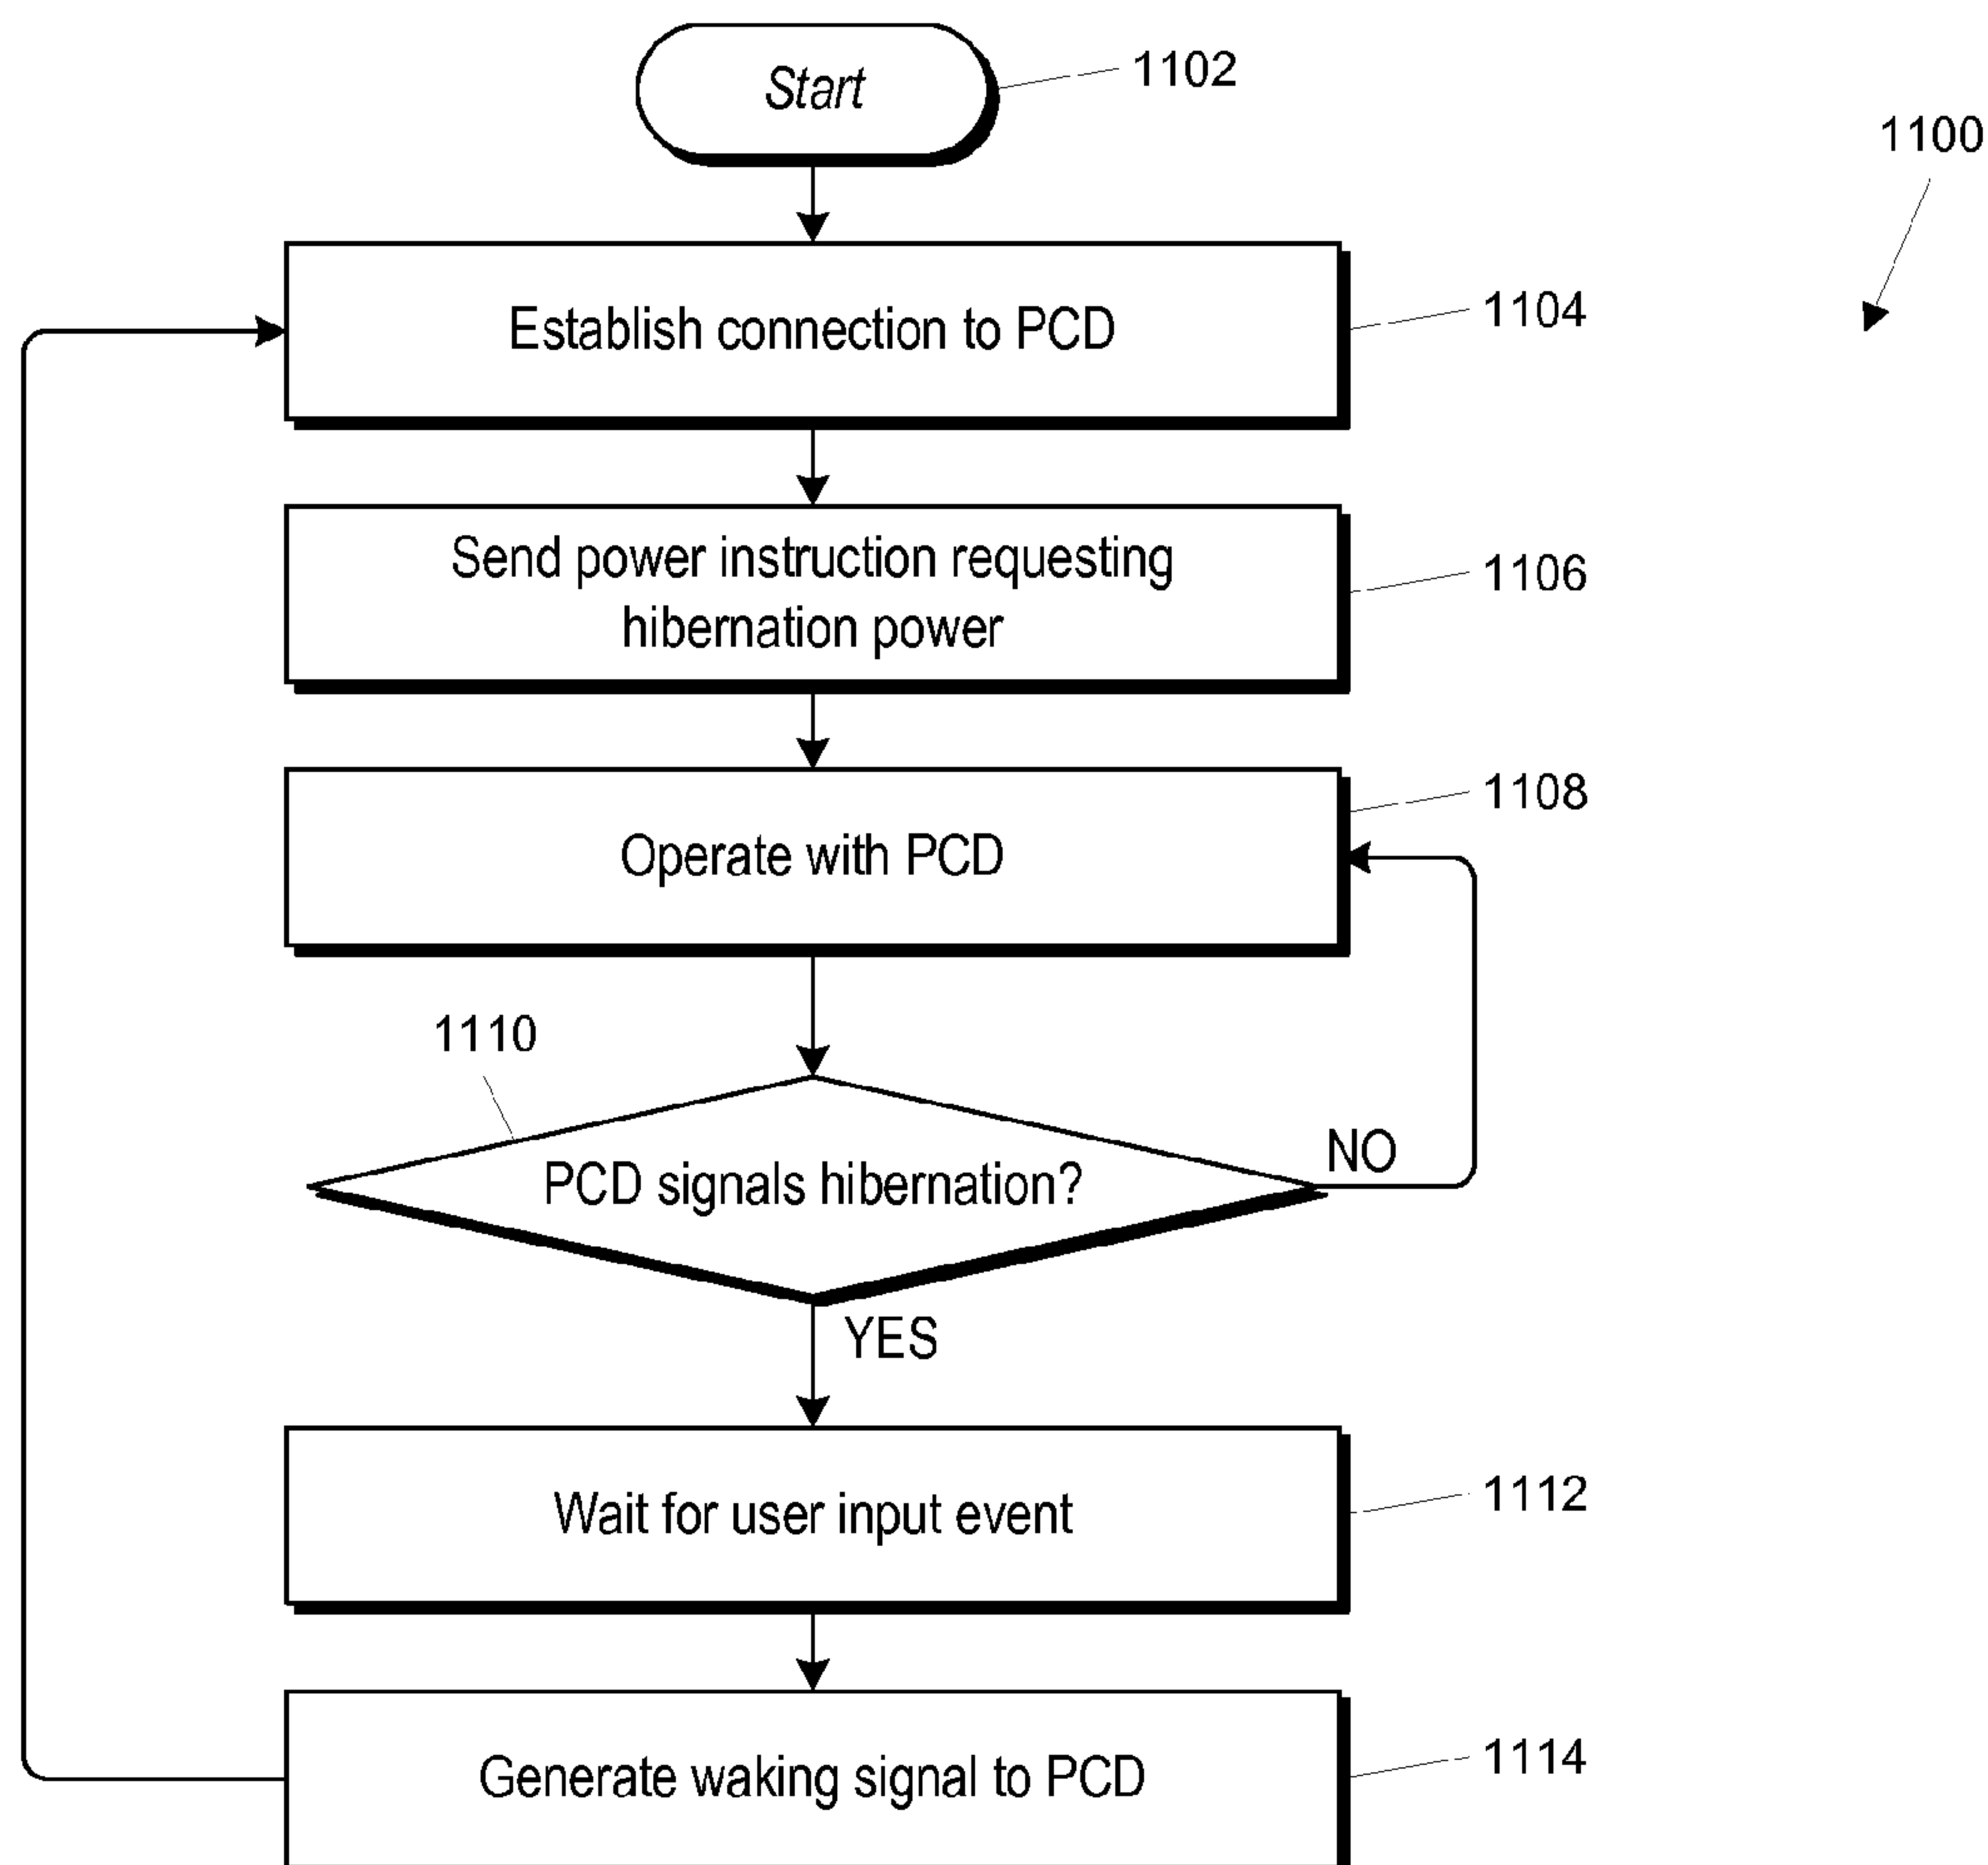 Start
1102
1100
Establish connection to PCD
1104
Send power instruction requesting
hibernation power
1106
Operate with PCD
1108
1110
PCD signals hibernation?
NO
YES
Wait for user input event
1112
Generate waking signal to PCD
1114